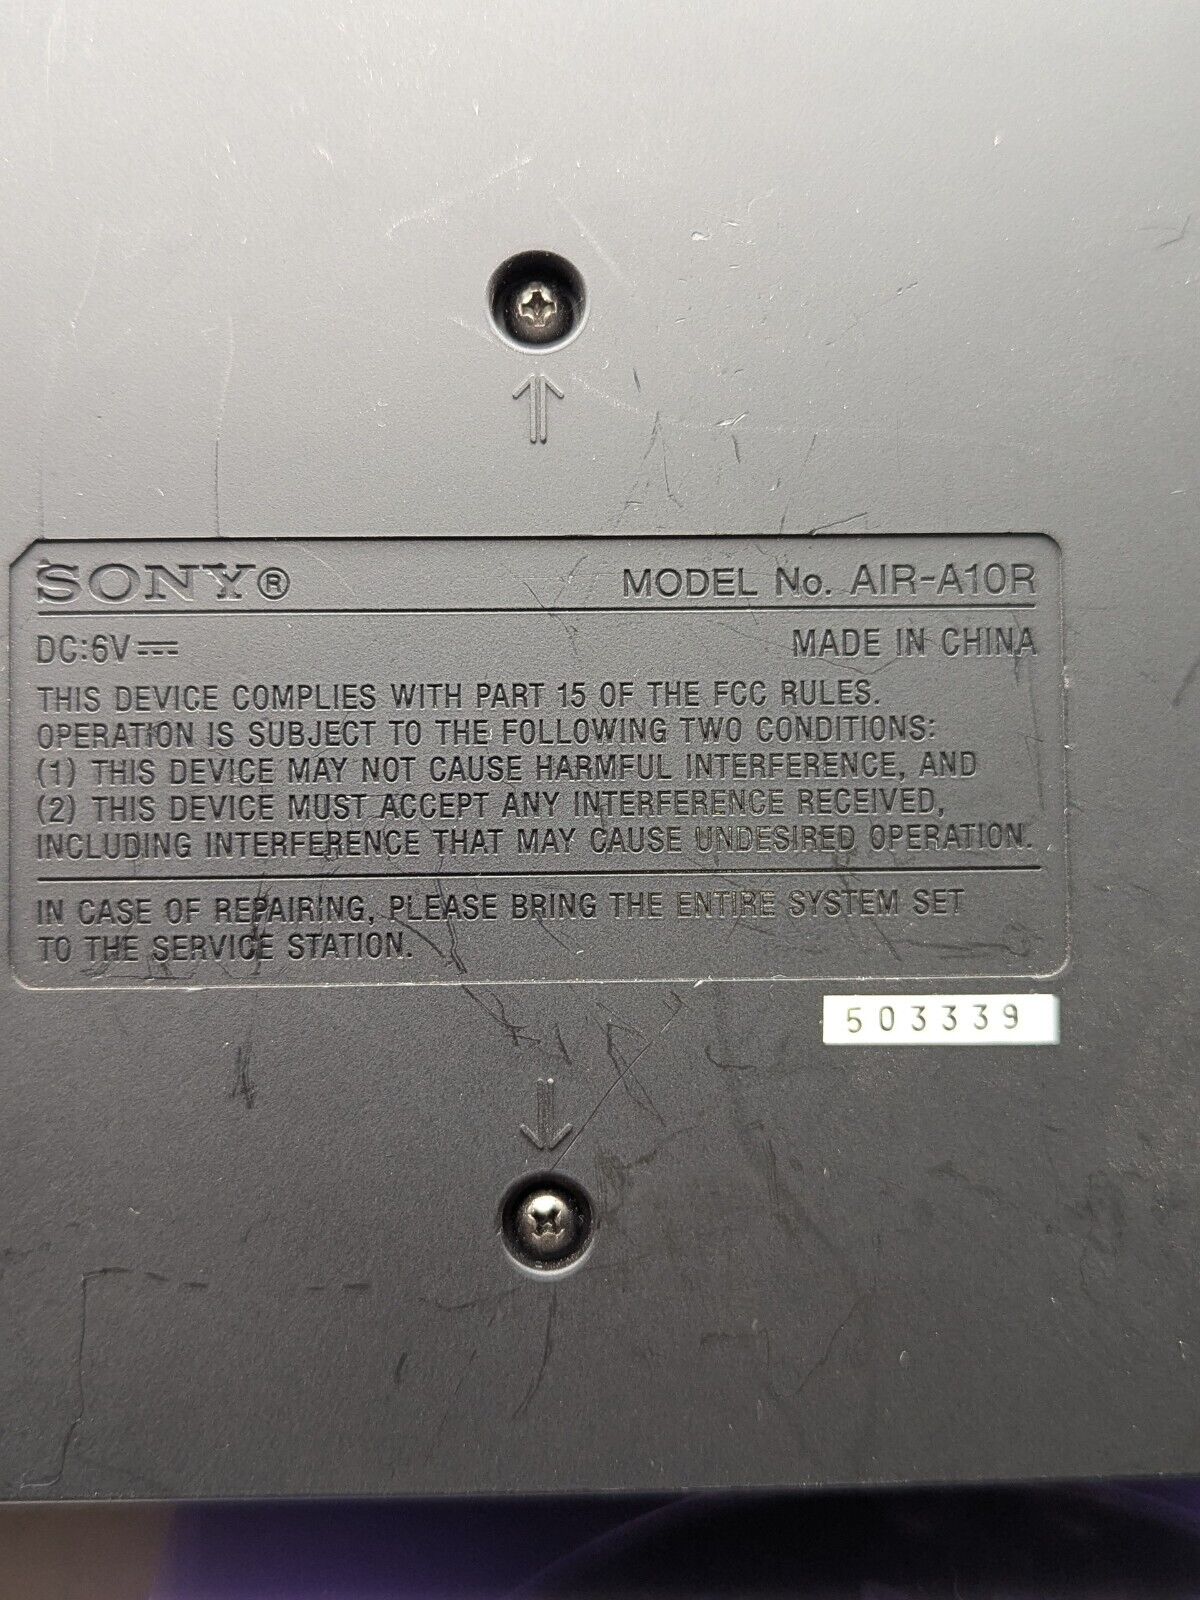 SONY® MODEL No. AIR-A10R
DC:6V⎓ MADE IN CHINA
THIS DEVICE COMPLIES WITH PART 15 OF THE FCC RULES.
OPERATION IS SUBJECT TO THE FOLLOWING TWO CONDITIONS:
(1) THIS DEVICE MAY NOT CAUSE HARMFUL INTERFERENCE, AND
(2) THIS DEVICE MUST ACCEPT ANY INTERFERENCE RECEIVED,
INCLUDING INTERFERENCE THAT MAY CAUSE UNDESIRED OPERATION.
IN CASE OF REPAIRING, PLEASE BRING THE ENTIRE SYSTEM SET
TO THE SERVICE STATION.
503339